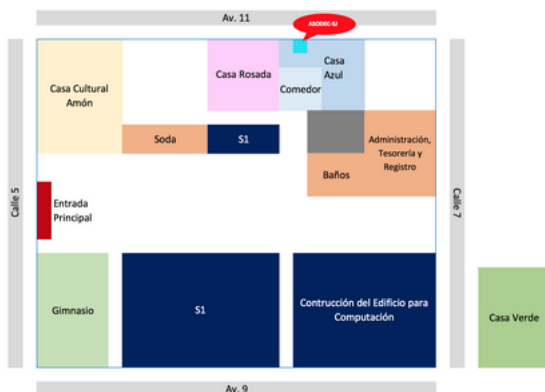 Av. 11
ASODEC-SJ
Casa Cultural
Amón
Casa Rosada
Casa
Azul
Comedor
Soda
S1
Administración,
Tesorería y
Registro
Baños
Calle 5
Entrada
Principal
Calle 7
Gimnasio
S1
Contrucción del Edificio para
Computación
Casa Verde
Av. 9